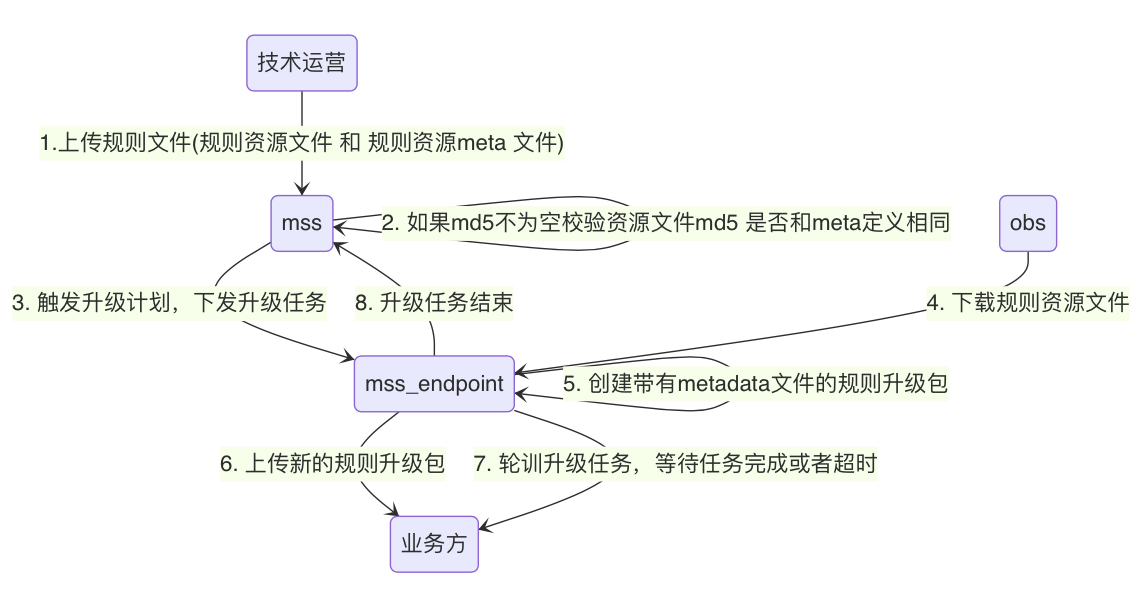 技术运营
1.上传规则文件(规则资源文件 和 规则资源meta 文件)
mss
2. 如果md5不为空校验资源文件md5 是否和meta定义相同
obs
3. 触发升级计划，下发升级任务
8. 升级任务结束
4. 下载规则资源文件
mss_endpoint
5. 创建带有metadata文件的规则升级包
6. 上传新的规则升级包
7. 轮训升级任务，等待任务完成或者超时
业务方